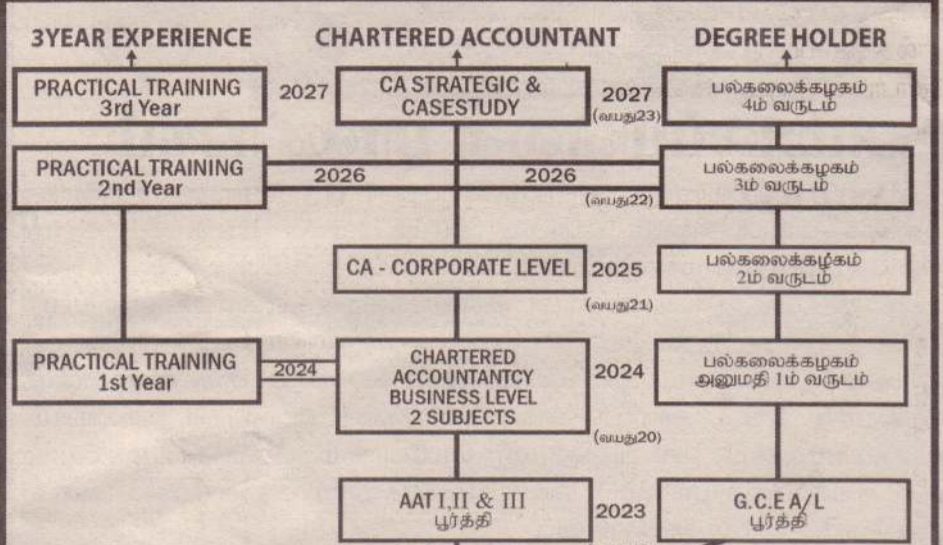 3YEAR EXPERIENCE
CHARTERED ACCOUNTANT
DEGREE HOLDER
PRACTICAL TRAINING
3rd Year
2027
CA STRATEGIC &
CASESTUDY
2027
(வயது23)
பல்கலைக்கழகம்
4ம் வருடம்
PRACTICAL TRAINING
2nd Year
2026
2026
(வயது22)
பல்கலைக்கழகம்
3ம் வருடம்
CA - CORPORATE LEVEL
2025
(வயது21)
பல்கலைக்கழகம்
2ம் வருடம்
PRACTICAL TRAINING
1st Year
2024
CHARTERED
ACCOUNTANTCY
BUSINESS LEVEL
2 SUBJECTS
2024
(வயது20)
பல்கலைக்கழகம்
அனுமதி 1ம் வருடம்
AAT I,II & III
பூர்த்தி
2023
G.C.E A/L
பூர்த்தி